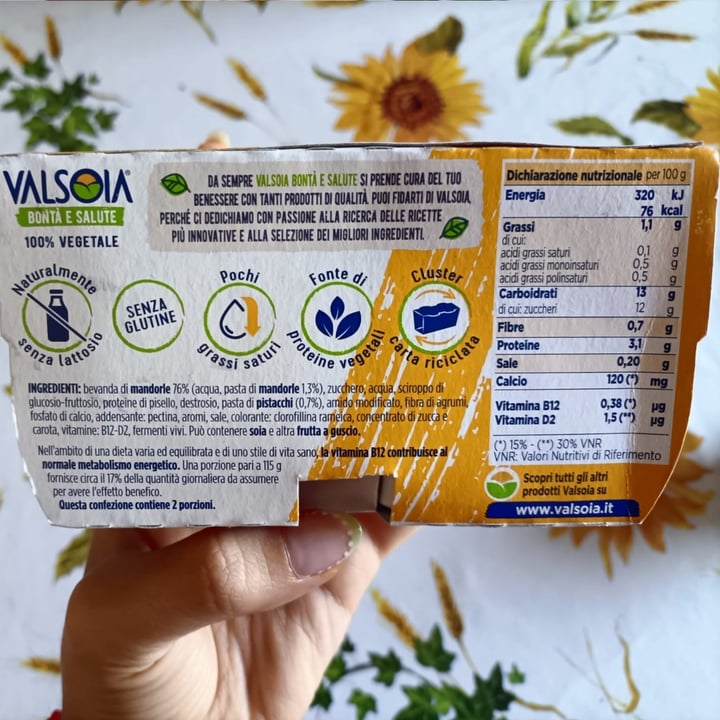 VALSOIA
BONTÀ E SALUTE
100% VEGETALE
DA SEMPRE VALSOIA BONTÀ E SALUTE SI PRENDE CURA DEL TUO
BENESSERE CON TANTI PRODOTTI DI QUALITÀ. PUOI FIDARTI DI VALSOIA,
PERCHÉ CI DEDICHIAMO CON PASSIONE ALLA RICERCA DELLE RICETTE
PIÙ INNOVATIVE E ALLA SELEZIONE DEI MIGLIORI INGREDIENTI.
Naturalmente
senza lattosio
SENZA
GLUTINE
Pochi
grassi saturi
Fonte di
proteine vegetali
Cluster
carta riciclata
INGREDIENTI: bevanda di mandorle 76% (acqua, pasta di mandorle 1,3%), zucchero, acqua, sciroppo di
glucosio-fruttosio, proteine di pisello, destrosio, pasta di pistacchi (0,7%), amido modificato, fibra di agrumi,
fosfato di calcio, addensante: pectina, aromi, sale, colorante: clorofillina rameica, concentrato di zucca e
carota, vitamine: B12-D2, fermenti vivi. Può contenere soia e altra frutta a guscio.
Nell'ambito di una dieta varia ed equilibrata e di uno stile di vita sano, la vitamina B12 contribuisce al
normale metabolismo energetico. Una porzione pari a 115 g
fornisce circa il 17% della quantità giornaliera da assumere
per avere l'effetto benefico.
Questa confezione contiene 2 porzioni.
Dichiarazione nutrizionale per 100 g
Energia 320 kJ
76 kcal
Grassi 1,1 g
di cui:
acidi grassi saturi 0,1 g
acidi grassi monoinsaturi 0,5 g
acidi grassi polinsaturi 0,5 g
Carboidrati 13 g
di cui: zuccheri 12 g
Fibre 0,7 g
Proteine 3,1 g
Sale 0,20 g
Calcio 120 (*) mg
Vitamina B12 0,38 (*) µg
Vitamina D2 1,5 (**) µg
(*) 15% - (**) 30% VNR
VNR: Valori Nutritivi di Riferimento
Scopri tutti gli altri
prodotti Valsoia su
www.valsoia.it